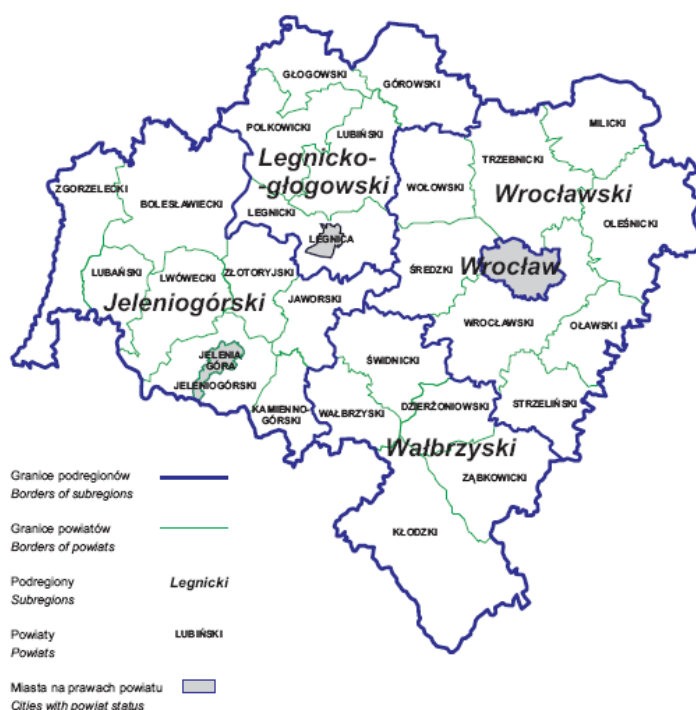 GŁOGOWSKI
GÓROWSKI
MILICKI
POLKOWICKI
LUBIŃSKI
TRZEBNICKI
Legnicko-
-głogowski
ZGORZELECKI
WOŁOWSKI
Wrocławski
BOLESŁAWIECKI
LEGNICKI
OLEŚNICKI
LEGNICA
LUBAŃSKI
LWÓWECKI
ZŁOTORYJSKI
ŚREDZKI
Wrocław
Jeleniogórski
JAWORSKI
WROCŁAWSKI
OŁAWSKI
JELENIA
GÓRA
ŚWIDNICKI
JELENIOGÓRSKI
KAMIENNO-
GÓRSKI
WAŁBRZYSKI
DZIERŻONIOWSKI
STRZELIŃSKI
Wałbrzyski
ZĄBKOWICKI
KŁODZKI
Granice podregionów
Borders of subregions
Granice powiatów
Borders of powiats
Podregiony
Subregions
Legnicki
Powiaty
Powiats
LUBIŃSKI
Miasta na prawach powiatu
Cities with powiat status